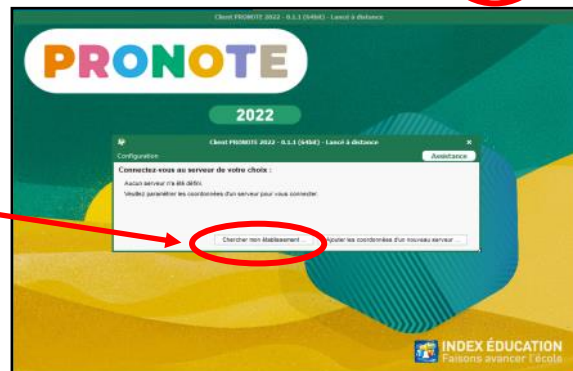 Client PRONOTE 2022 - 0.1.1 (64bit) - Lancé à distance
PRONOTE
2022
Client PRONOTE 2022 - 0.1.1 (64bit) - Lancé à distance
Configuration
Assistance
Connectez-vous au serveur de votre choix :
Aucun serveur n'a été défini.
Veuillez paramétrer les coordonnées d'un serveur pour vous connecter.
Chercher mon établissement ...
Ajouter les coordonnées d'un nouveau serveur ...
INDEX ÉDUCATION
Faisons avancer l'école